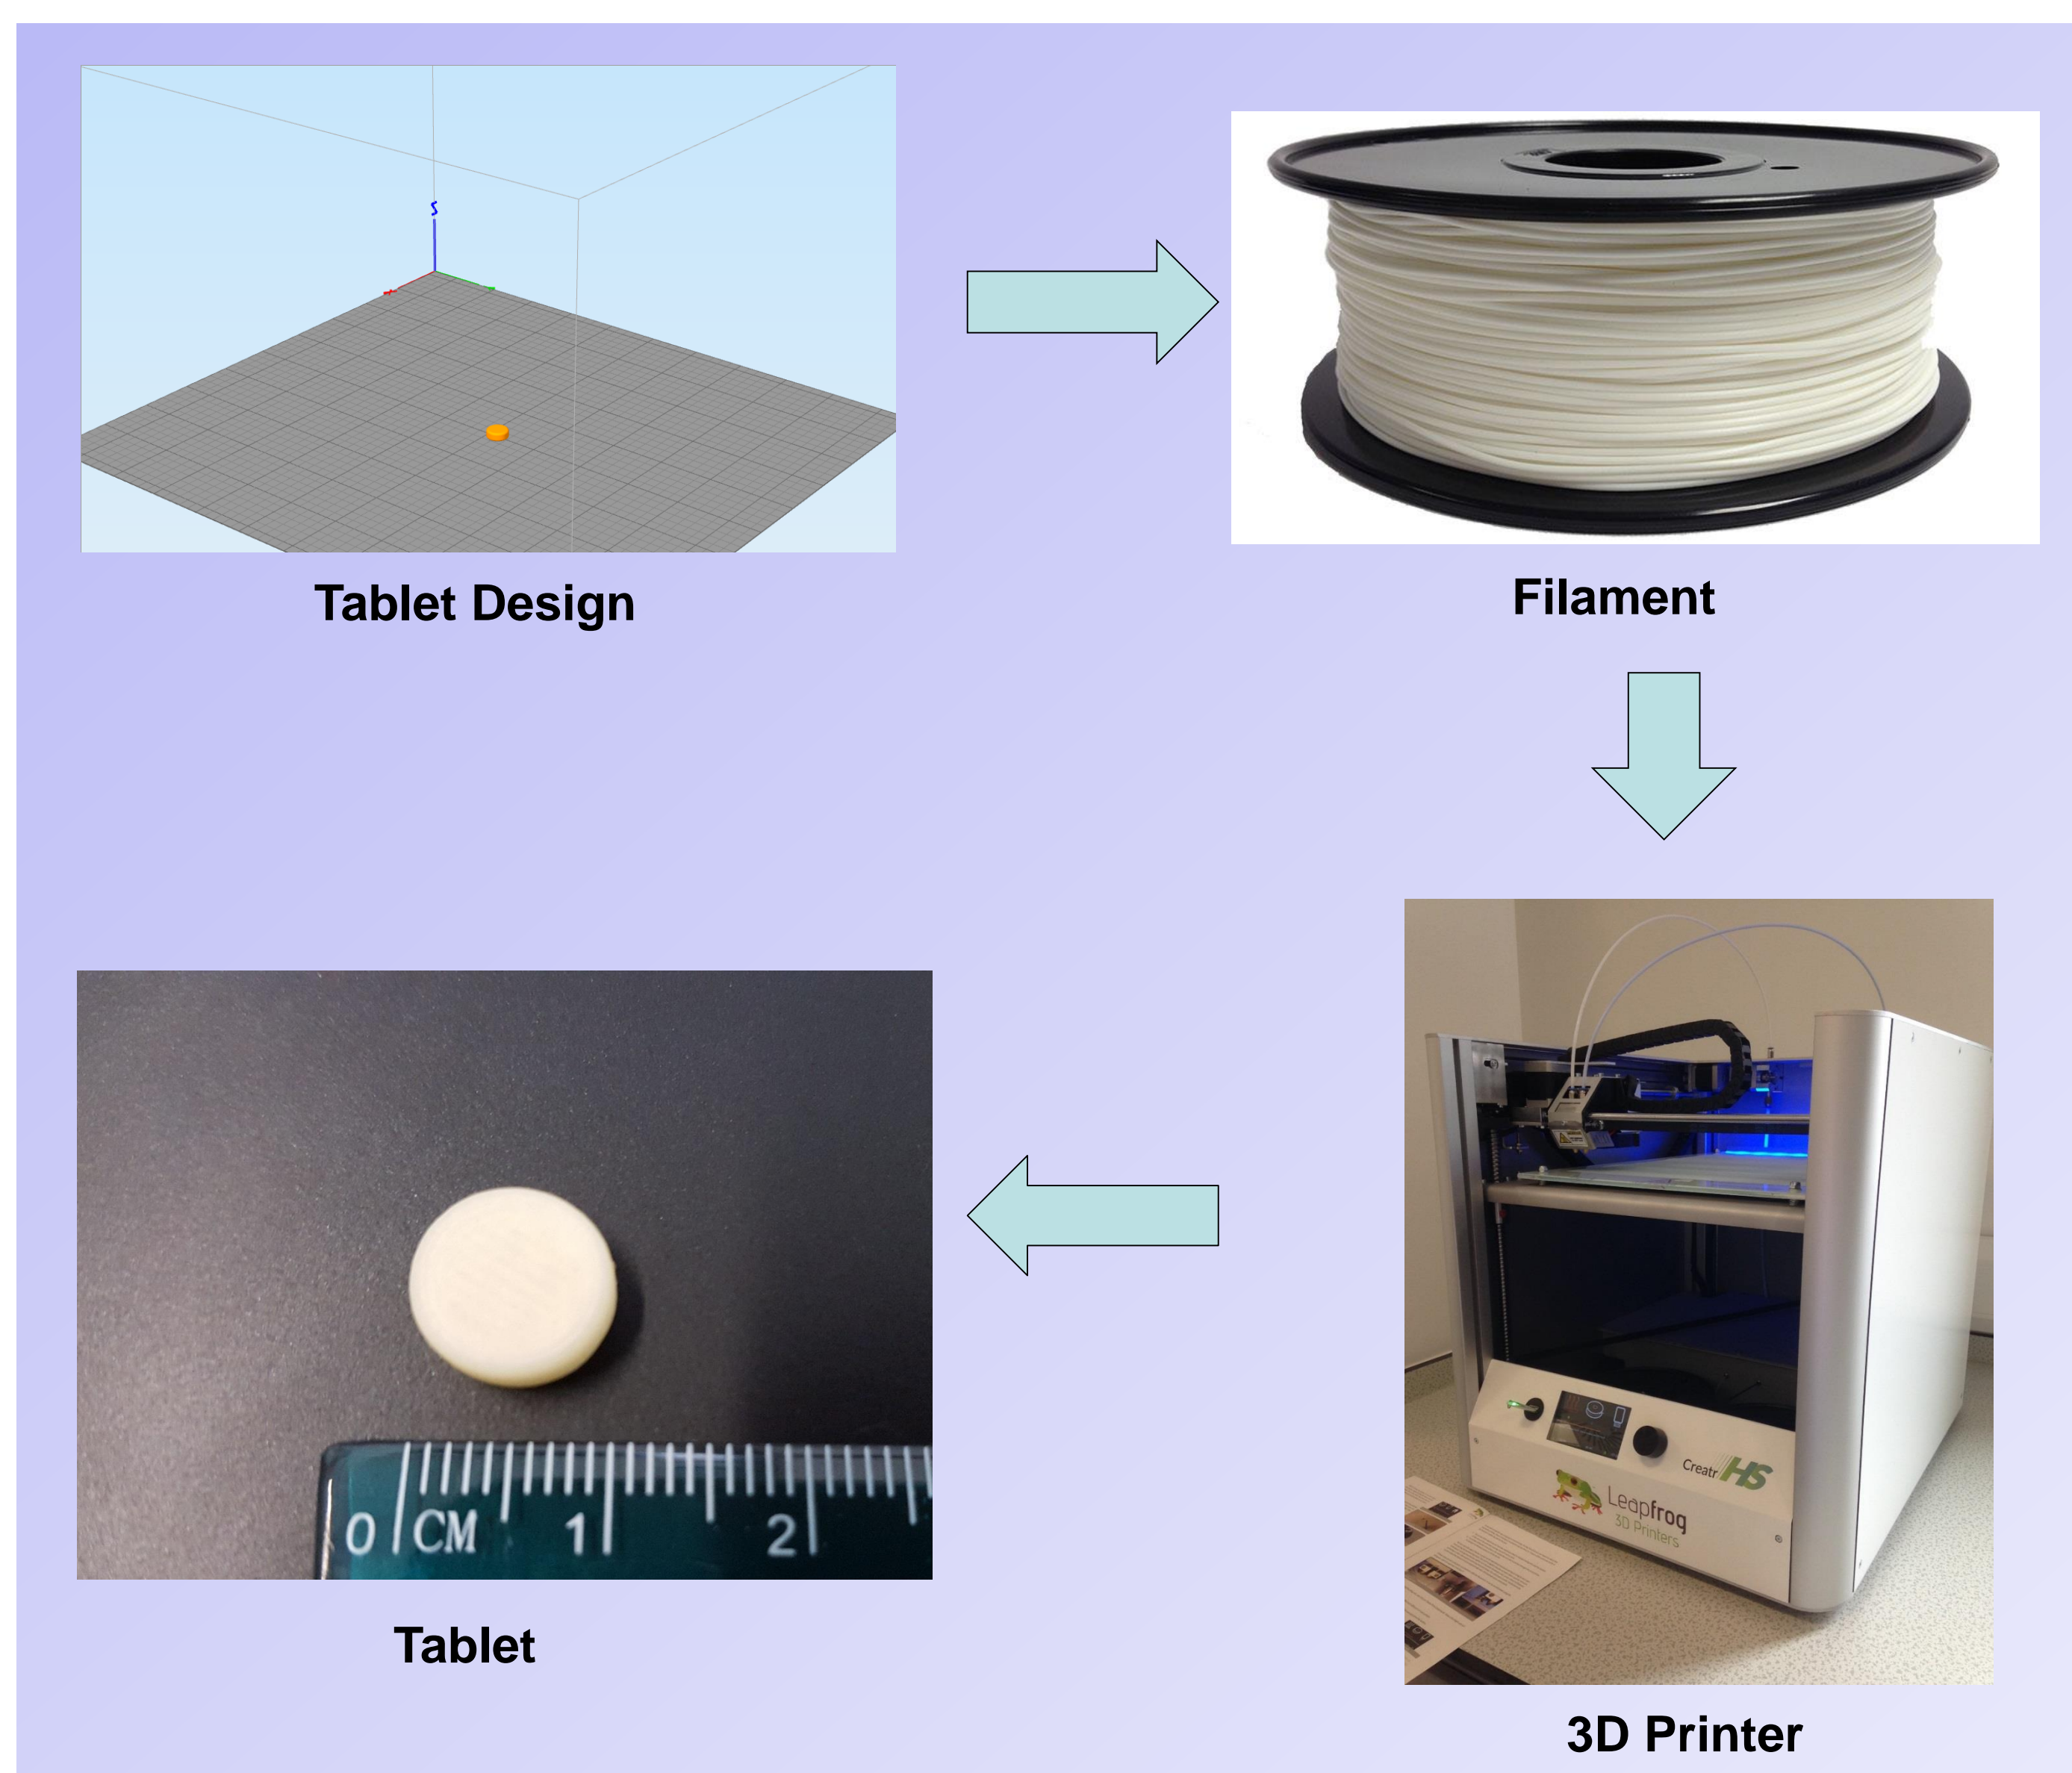 Tablet Design
Filament
0 CM 1 2
Tablet
Creatr HS
Leapfrog
3D Printers
3D Printer